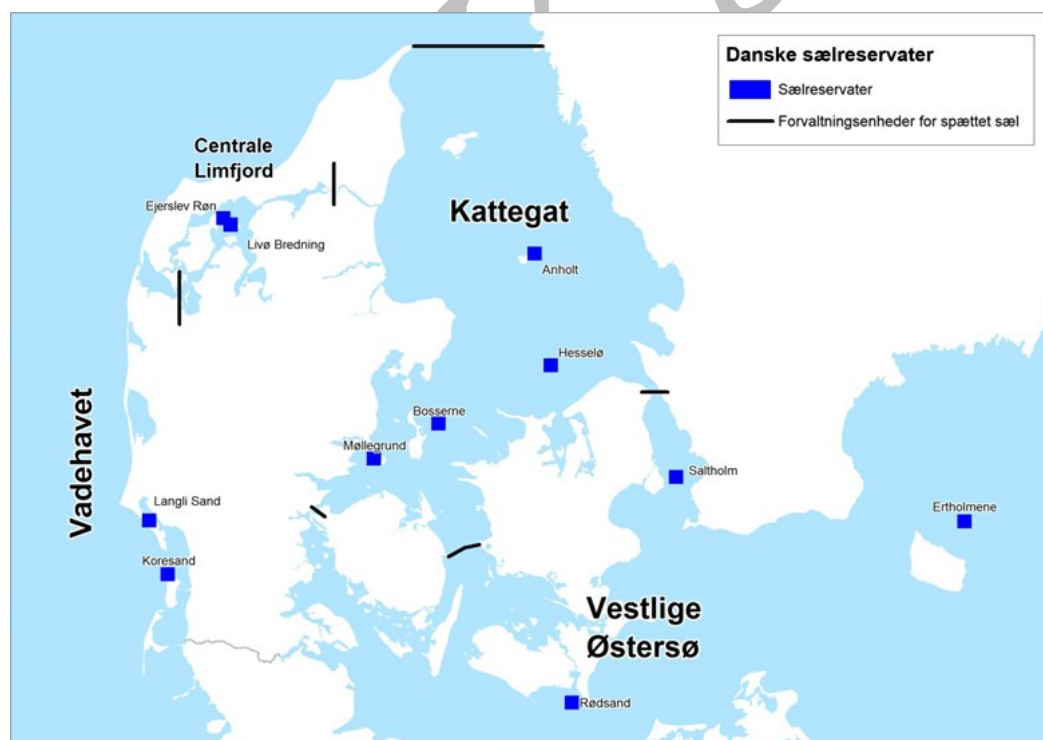 Danske sælreservater
Sælreservater
Forvaltningsenheder for spættet sæl
Centrale
Limfjord
Ejerslev Røn
Livø Bredning
Kattegat
Anholt
Hesselø
Bosserne
Møllegrund
Saltholm
Vadehavet
Langli Sand
Koresand
Ertholmene
Vestlige
Østersø
Rødsand